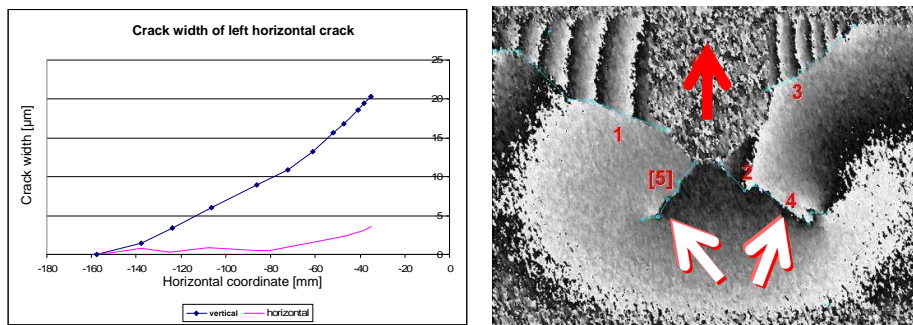 Crack width of left horizontal crack
25
20
15
10
5
0
Crack width [µm]
-180 -160 -140 -120 -100 -80 -60 -40 -20 0
Horizontal coordinate [mm]
vertical horizontal
1
2
3
4
[5]